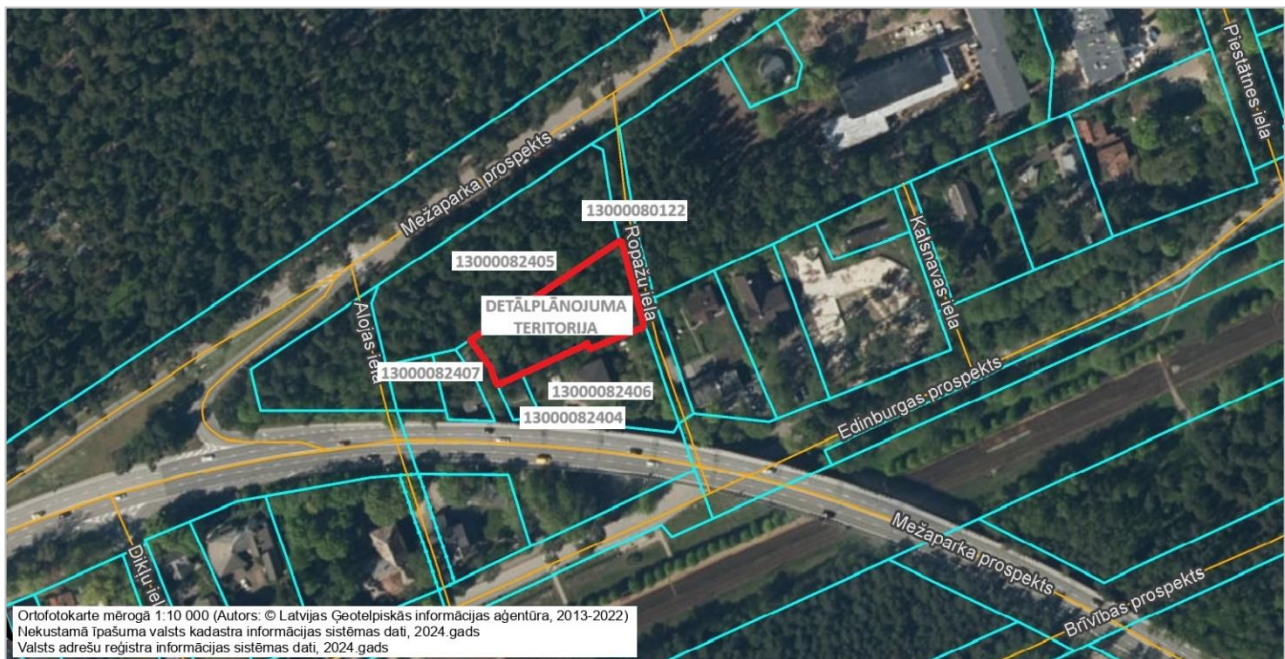 Piestātnes iela
Mežaparka prospekts
13000080122
Ropažu iela
Kalsnavas iela
13000082405
DETĀLPLĀNOJUMA
TERITORIJA
Alojas iela
13000082407
13000082406
13000082404
Edinburgas prospekts
Mežaparka prospekts
Dikļu iela
Brīvības prospekts
Ortofotokarte mērogā 1:10 000 (Autors: © Latvijas Ģeotelpiskās informācijas aģentūra, 2013-2022)
Nekustamā īpašuma valsts kadastra informācijas sistēmas dati, 2024.gads
Valsts adrešu reģistra informācijas sistēmas dati, 2024.gads